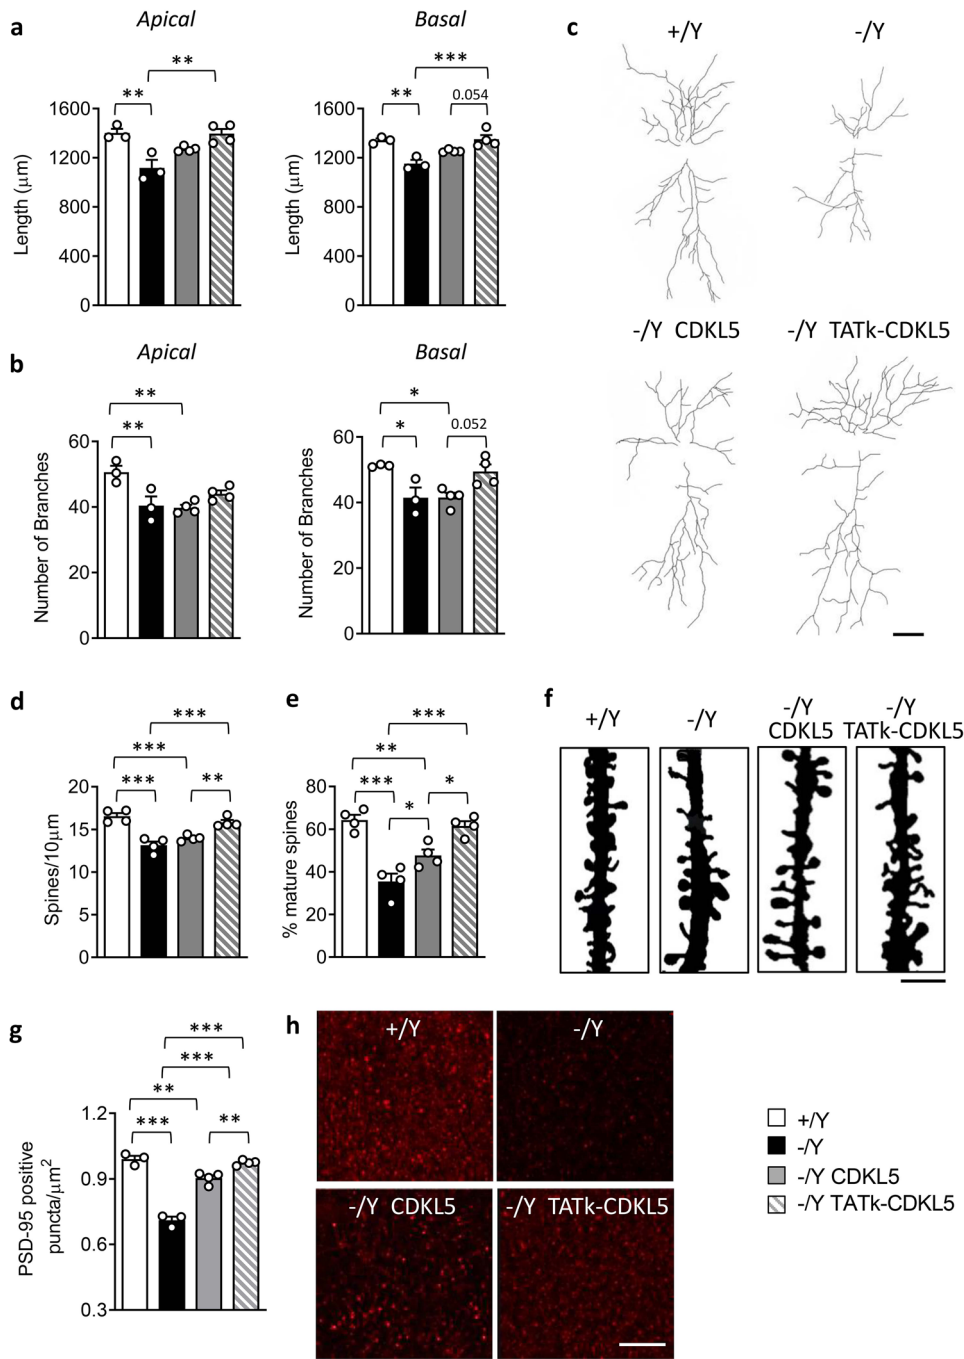 a
Apical
Basal
**
**
***
**
0.054
1600
1200
800
400
0
Length (µm)
1600
1200
800
400
0
Length (µm)
c
+/Y
-/Y
-/Y CDKL5
-/Y TATk-CDKL5
b
Apical
Basal
**
**
*
*
0.052
60
40
20
0
Number of Branches
60
40
20
0
Number of Branches
d
***
***
***
**
20
15
10
5
0
Spines/10µm
e
***
**
***
*
*
80
60
40
20
0
% mature spines
f
+/Y
-/Y
-/Y
CDKL5
-/Y
TATk-CDKL5
g
***
***
**
***
**
1.2
0.9
0.6
0.3
PSD-95 positive
puncta/µm²
h
+/Y
-/Y
-/Y CDKL5
-/Y TATk-CDKL5
+/Y
-/Y
-/Y CDKL5
-/Y TATk-CDKL5